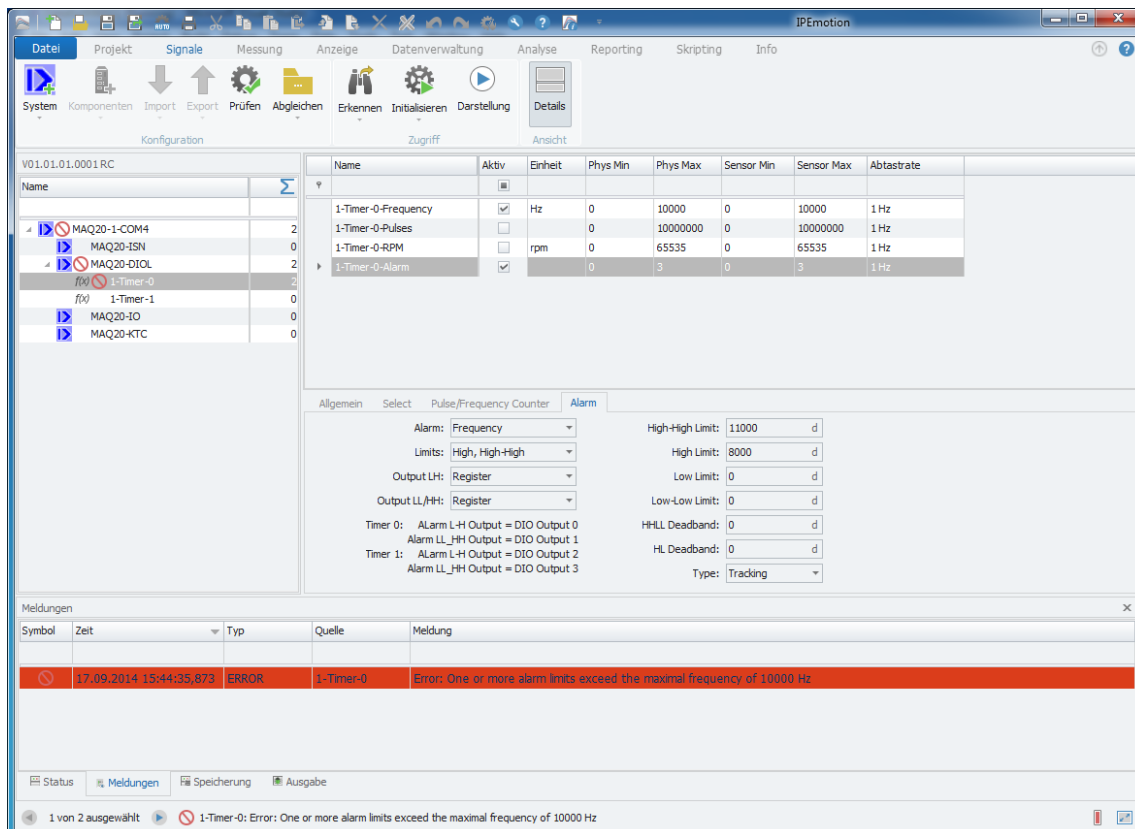 IPEmotion
Datei Projekt Signale Messung Anzeige Datenverwaltung Analyse Reporting Skripting Info
System Komponenten Import Export Prüfen Abgleichen Erkennen Initialisieren Darstellung Details
Konfiguration Zugriff Ansicht
V01.01.01.0001 RC
Name Σ
MAQ20-1-COM4 2
MAQ20-ISN 0
MAQ20-DIOL 2
f(x) 1-Timer-0 2
f(x) 1-Timer-1 0
MAQ20-IO 0
MAQ20-KTC 0
Name Aktiv Einheit Phys Min Phys Max Sensor Min Sensor Max Abtastrate
1-Timer-0-Frequency Hz 0 10000 0 10000 1 Hz
1-Timer-0-Pulses 0 10000000 0 10000000 1 Hz
1-Timer-0-RPM rpm 0 65535 0 65535 1 Hz
1-Timer-0-Alarm 0 3 0 3 1 Hz
Allgemein Select Pulse/Frequency Counter Alarm
Alarm: Frequency
Limits: High, High-High
Output LH: Register
Output LL/HH: Register
Timer 0: ALarm L-H Output = DIO Output 0
Alarm LL_HH Output = DIO Output 1
Timer 1: ALarm L-H Output = DIO Output 2
Alarm LL_HH Output = DIO Output 3
High-High Limit: 11000 d
High Limit: 8000 d
Low Limit: 0 d
Low-Low Limit: 0 d
HHLL Deadband: 0 d
HL Deadband: 0 d
Type: Tracking
Meldungen
Symbol Zeit Typ Quelle Meldung
17.09.2014 15:44:35,873 ERROR 1-Timer-0 Error: One or more alarm limits exceed the maximal frequency of 10000 Hz
Status Meldungen Speicherung Ausgabe
1 von 2 ausgewählt 1-Timer-0: Error: One or more alarm limits exceed the maximal frequency of 10000 Hz